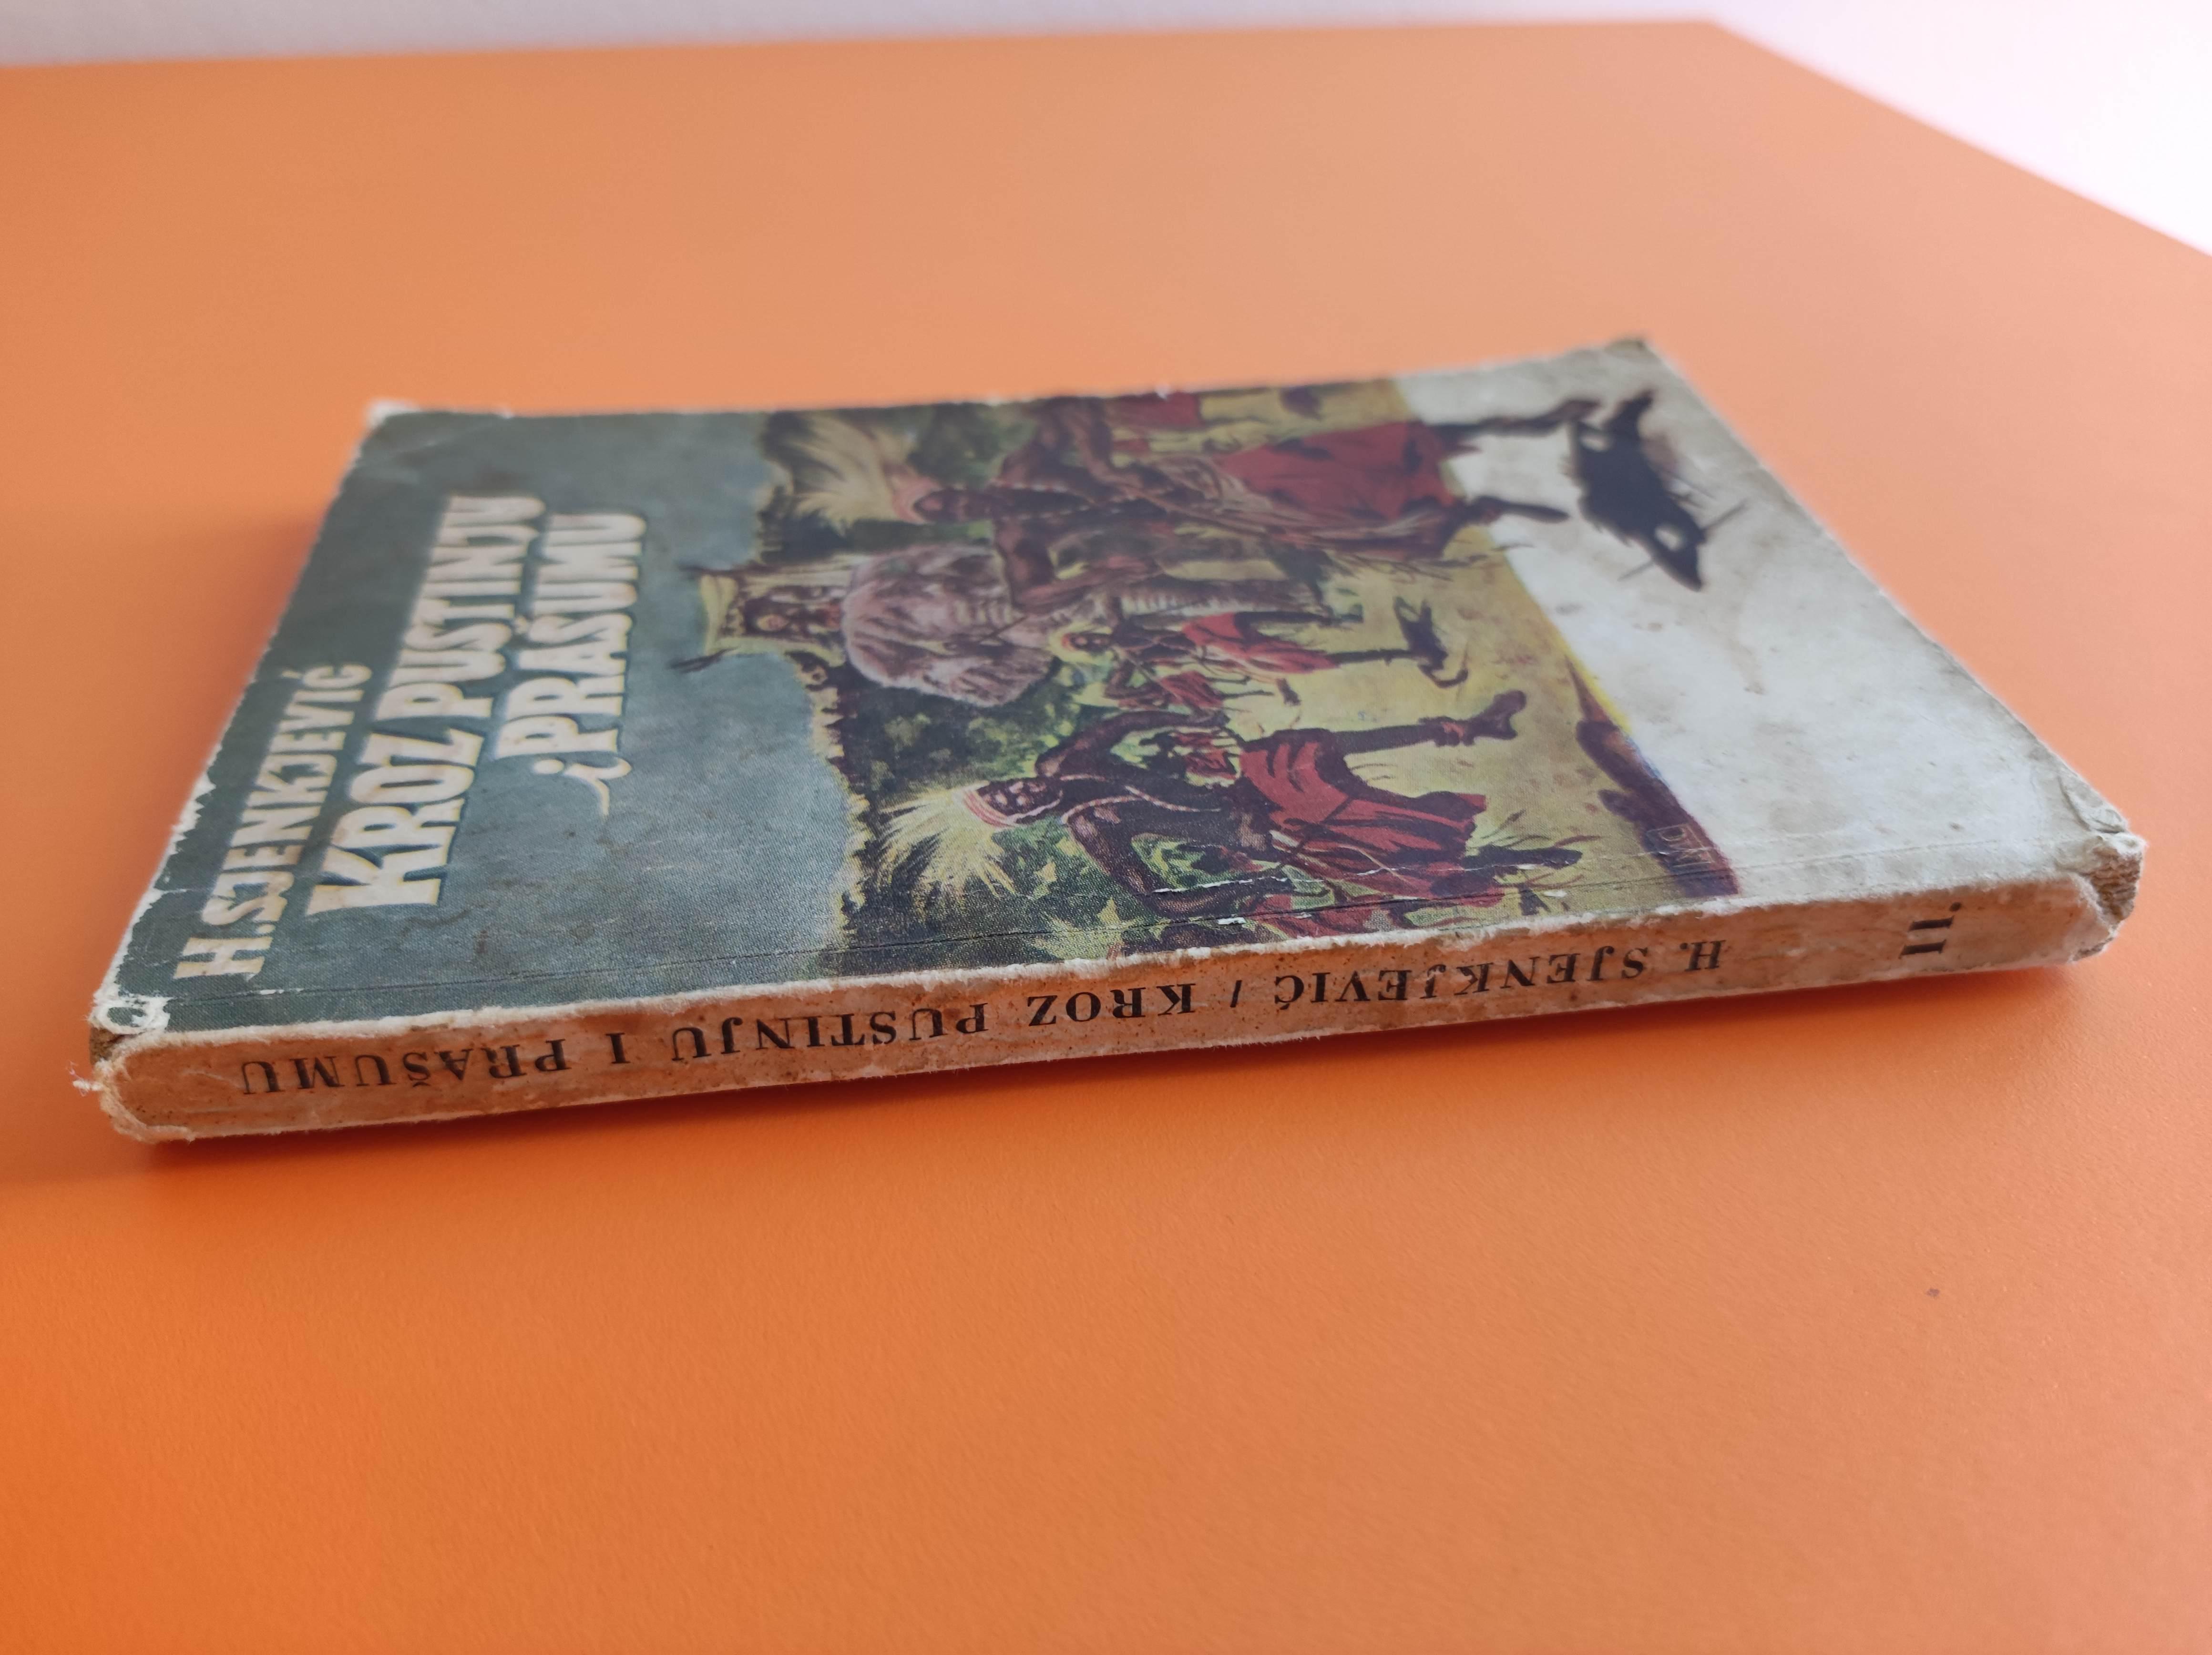 H. SJENKJEVIĆ
KROZ PUSTINJU
i PRAŠUMU
H. SJENKJEVIĆ / KROZ PUSTINJU I PRAŠUMU
II.